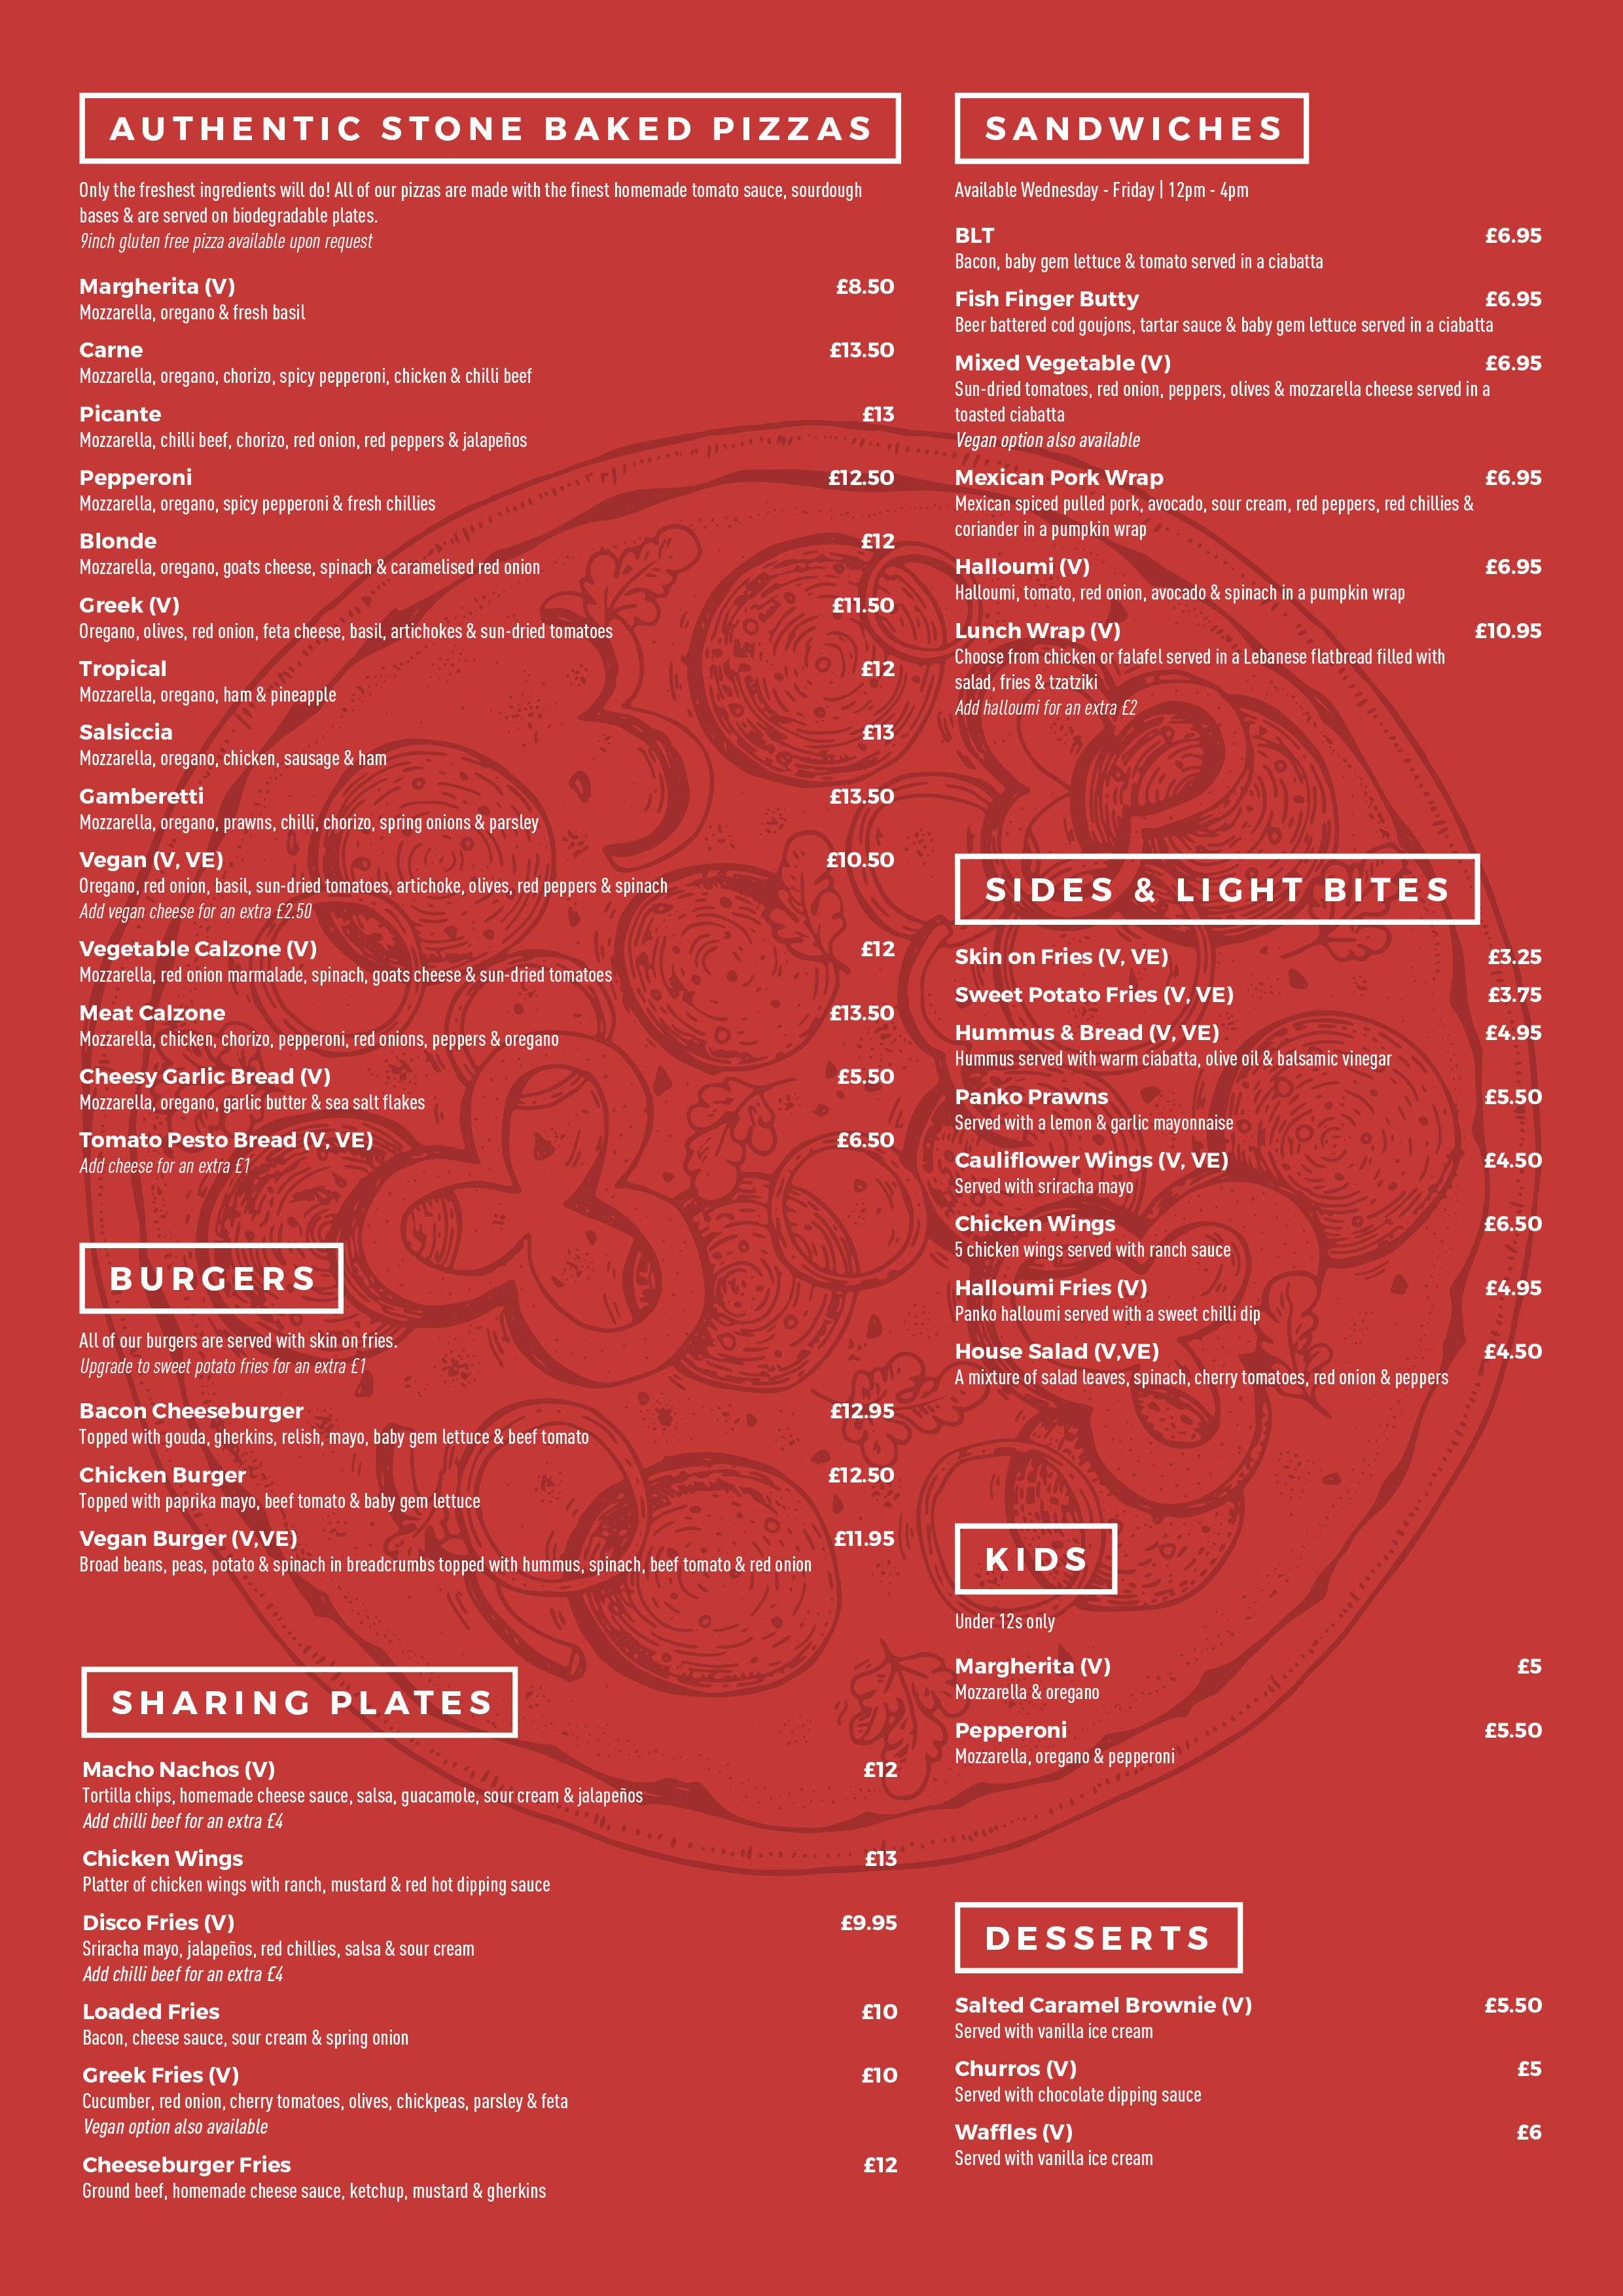 AUTHENTIC STONE BAKED PIZZAS
Only the freshest ingredients will do! All of our pizzas are made with the finest homemade tomato sauce, sourdough
bases & are served on biodegradable plates.
9inch gluten free pizza available upon request
Margherita (V) £8.50
Mozzarella, oregano & fresh basil
Carne £13.50
Mozzarella, oregano, chorizo, spicy pepperoni, chicken & chilli beef
Picante £13
Mozzarella, chilli beef, chorizo, red onion, red peppers & jalapeños
Pepperoni £12.50
Mozzarella, oregano, spicy pepperoni & fresh chillies
Blonde £12
Mozzarella, oregano, goats cheese, spinach & caramelised red onion
Greek (V) £11.50
Oregano, olives, red onion, feta cheese, basil, artichokes & sun-dried tomatoes
Tropical £12
Mozzarella, oregano, ham & pineapple
Salsiccia £13
Mozzarella, oregano, chicken, sausage & ham
Gamberetti £13.50
Mozzarella, oregano, prawns, chilli, chorizo, spring onions & parsley
Vegan (V, VE) £10.50
Oregano, red onion, basil, sun-dried tomatoes, artichoke, olives, red peppers & spinach
Add vegan cheese for an extra £2.50
Vegetable Calzone (V) £12
Mozzarella, red onion marmalade, spinach, goats cheese & sun-dried tomatoes
Meat Calzone £13.50
Mozzarella, chicken, chorizo, pepperoni, red onions, peppers & oregano
Cheesy Garlic Bread (V) £5.50
Mozzarella, oregano, garlic butter & sea salt flakes
Tomato Pesto Bread (V, VE) £6.50
Add cheese for an extra £1
BURGERS
All of our burgers are served with skin on fries.
Upgrade to sweet potato fries for an extra £1
Bacon Cheeseburger £12.95
Topped with gouda, gherkins, relish, mayo, baby gem lettuce & beef tomato
Chicken Burger £12.50
Topped with paprika mayo, beef tomato & baby gem lettuce
Vegan Burger (V,VE) £11.95
Broad beans, peas, potato & spinach in breadcrumbs topped with hummus, spinach, beef tomato & red onion
SHARING PLATES
Macho Nachos (V) £12
Tortilla chips, homemade cheese sauce, salsa, guacamole, sour cream & jalapeños
Add chilli beef for an extra £4
Chicken Wings £13
Platter of chicken wings with ranch, mustard & red hot dipping sauce
Disco Fries (V) £9.95
Sriracha mayo, jalapeños, red chillies, salsa & sour cream
Add chilli beef for an extra £4
Loaded Fries £10
Bacon, cheese sauce, sour cream & spring onion
Greek Fries (V) £10
Cucumber, red onion, cherry tomatoes, olives, chickpeas, parsley & feta
Vegan option also available
Cheeseburger Fries £12
Ground beef, homemade cheese sauce, ketchup, mustard & gherkins
SANDWICHES
Available Wednesday - Friday | 12pm - 4pm
BLT £6.95
Bacon, baby gem lettuce & tomato served in a ciabatta
Fish Finger Butty £6.95
Beer battered cod goujons, tartar sauce & baby gem lettuce served in a ciabatta
Mixed Vegetable (V) £6.95
Sun-dried tomatoes, red onion, peppers, olives & mozzarella cheese served in a
toasted ciabatta
Vegan option also available
Mexican Pork Wrap £6.95
Mexican spiced pulled pork, avocado, sour cream, red peppers, red chillies &
coriander in a pumpkin wrap
Halloumi (V) £6.95
Halloumi, tomato, red onion, avocado & spinach in a pumpkin wrap
Lunch Wrap (V) £10.95
Choose from chicken or falafel served in a Lebanese flatbread filled with
salad, fries & tzatziki
Add halloumi for an extra £2
SIDES & LIGHT BITES
Skin on Fries (V, VE) £3.25
Sweet Potato Fries (V, VE) £3.75
Hummus & Bread (V, VE) £4.95
Hummus served with warm ciabatta, olive oil & balsamic vinegar
Panko Prawns £5.50
Served with a lemon & garlic mayonnaise
Cauliflower Wings (V, VE) £4.50
Served with sriracha mayo
Chicken Wings £6.50
5 chicken wings served with ranch sauce
Halloumi Fries (V) £4.95
Panko halloumi served with a sweet chilli dip
House Salad (V,VE) £4.50
A mixture of salad leaves, spinach, cherry tomatoes, red onion & peppers
KIDS
Under 12s only
Margherita (V) £5
Mozzarella & oregano
Pepperoni £5.50
Mozzarella, oregano & pepperoni
DESSERTS
Salted Caramel Brownie (V) £5.50
Served with vanilla ice cream
Churros (V) £5
Served with chocolate dipping sauce
Waffles (V) £6
Served with vanilla ice cream